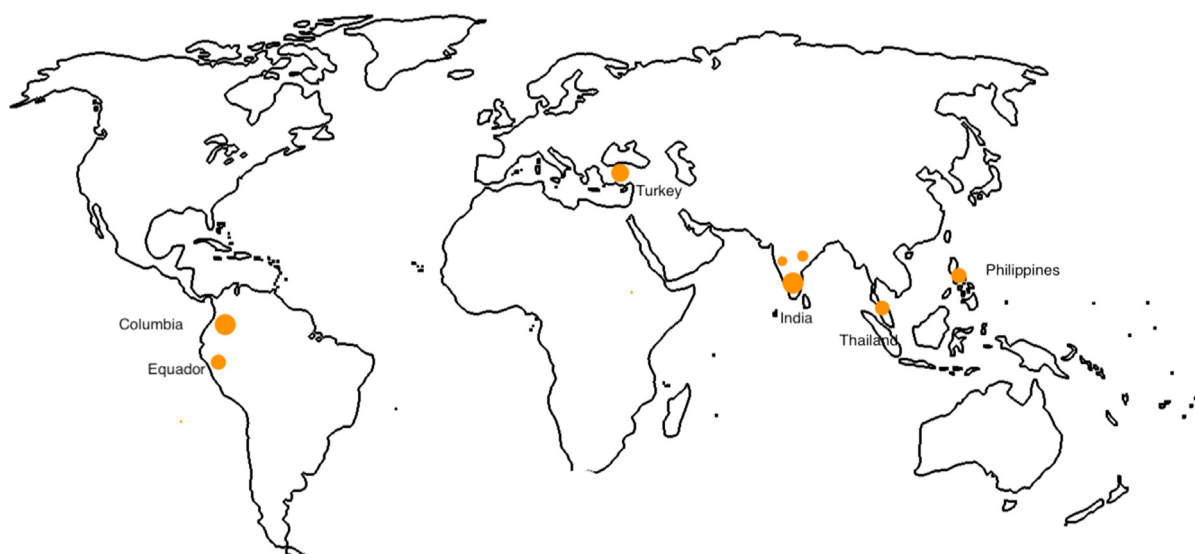 Turkey
Philippines
India
Columbia
Thailand
Equador